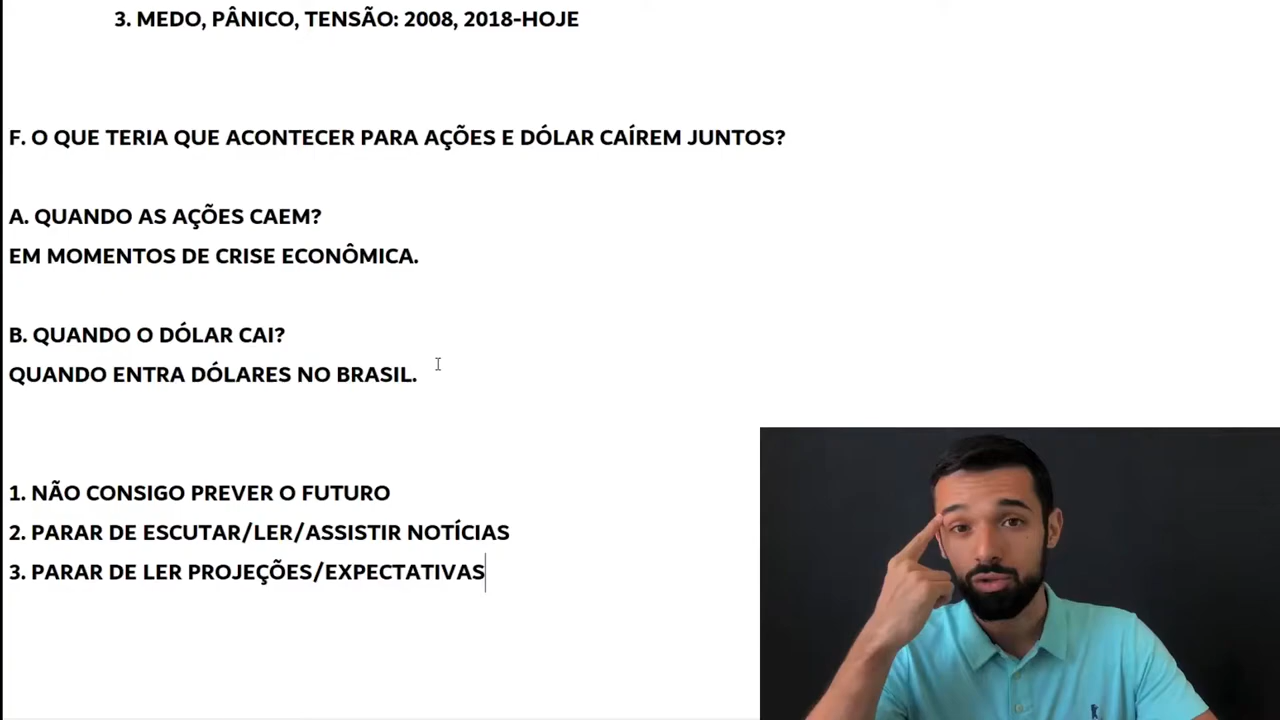 3. MEDO, PÂNICO, TENSÃO: 2008, 2018-HOJE
F. O QUE TERIA QUE ACONTECER PARA AÇÕES E DÓLAR CAÍREM JUNTOS?
A. QUANDO AS AÇÕES CAEM?
EM MOMENTOS DE CRISE ECONÔMICA.
B. QUANDO O DÓLAR CAI?
QUANDO ENTRA DÓLARES NO BRASIL.
1. NÃO CONSIGO PREVER O FUTURO
2. PARAR DE ESCUTAR/LER/ASSISTIR NOTÍCIAS
3. PARAR DE LER PROJEÇÕES/EXPECTATIVAS